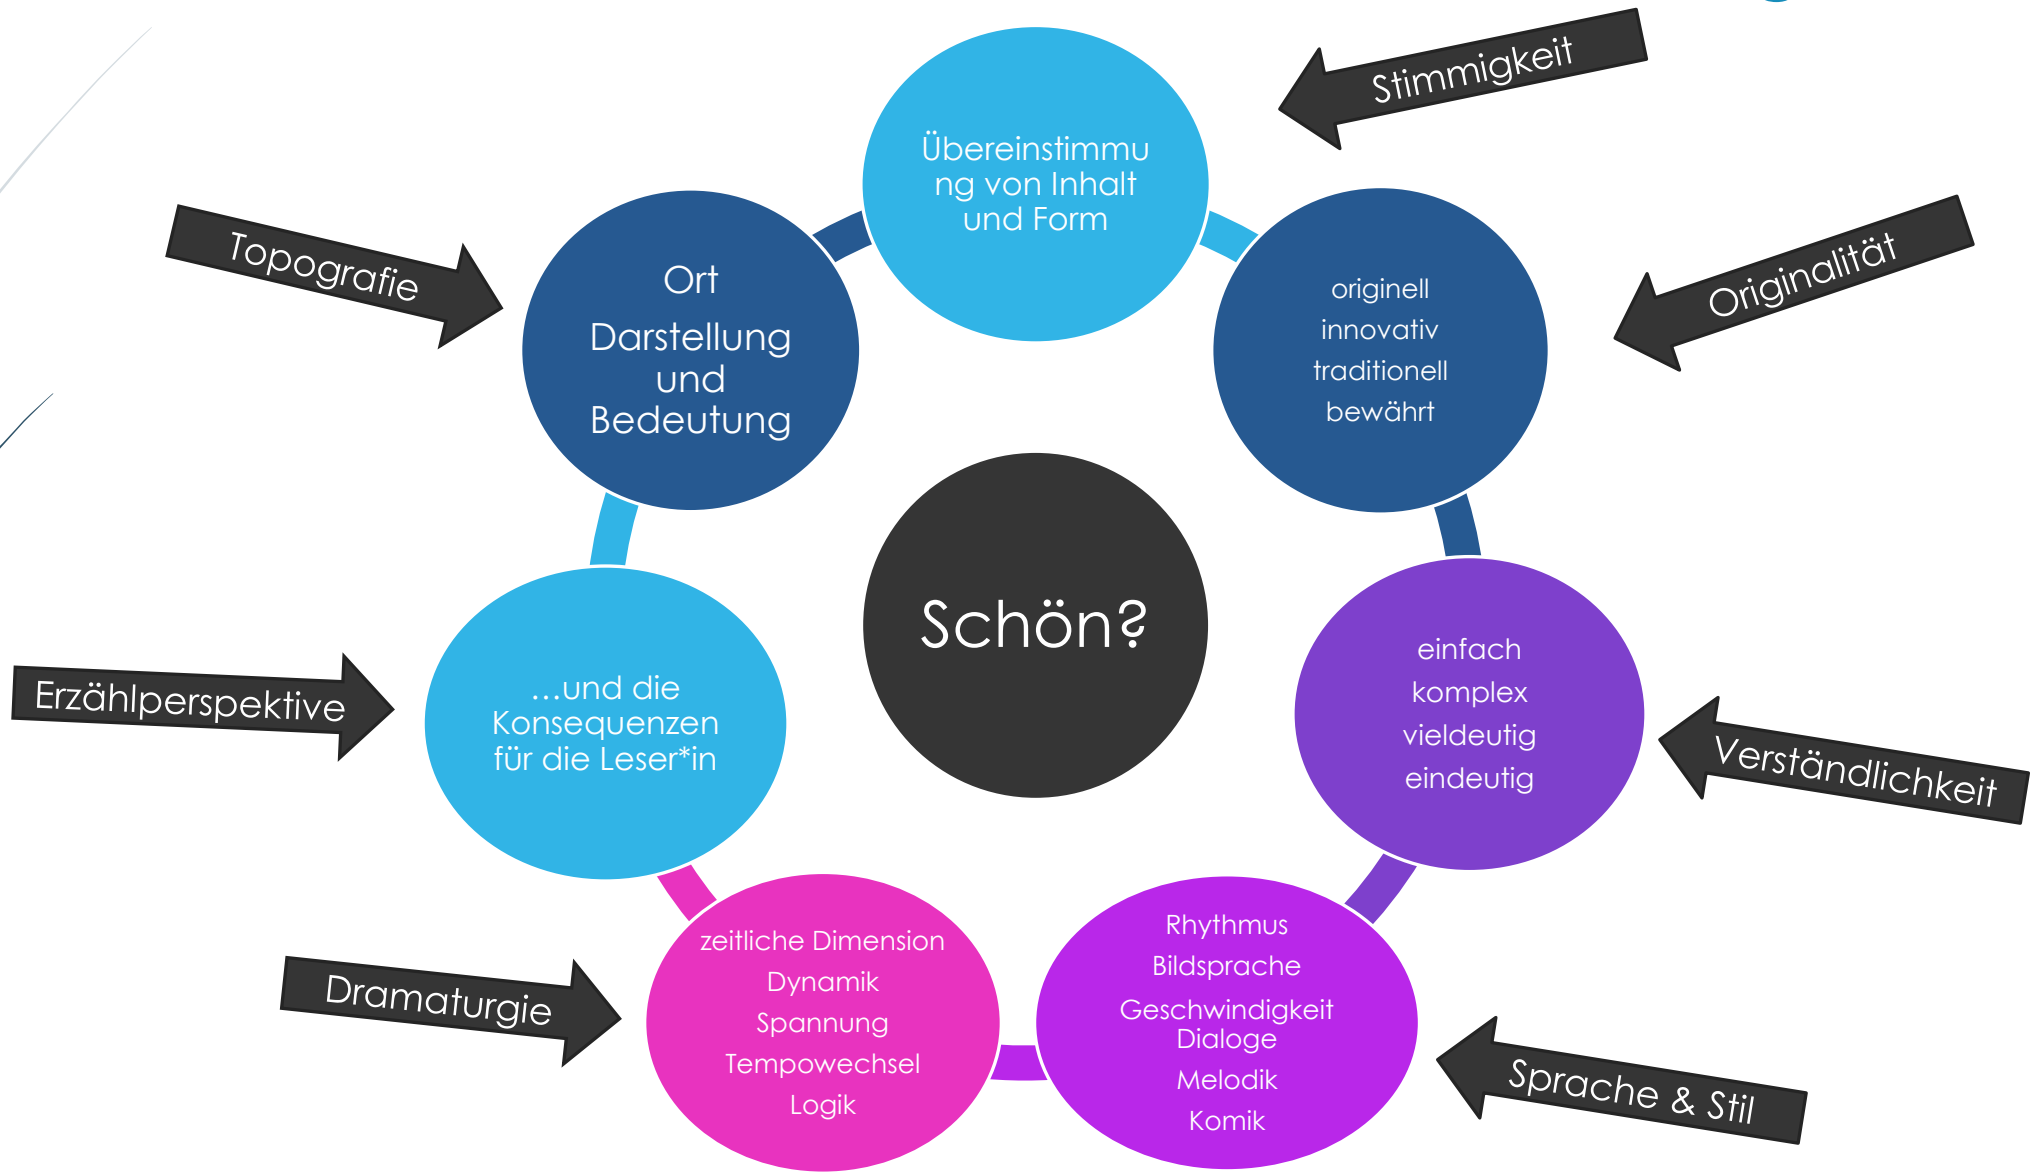 Stimmigkeit
Übereinstimmu
ng von Inhalt
und Form
Originalität
originell
innovativ
traditionell
bewährt
Verständlichkeit
einfach
komplex
vieldeutig
eindeutig
Sprache & Stil
Rhythmus
Bildsprache
Geschwindigkeit
Dialoge
Melodik
Komik
Dramaturgie
zeitliche Dimension
Dynamik
Spannung
Tempowechsel
Logik
Erzählperspektive
...und die
Konsequenzen
für die Leser*in
Topografie
Ort
Darstellung
und
Bedeutung
Schön?